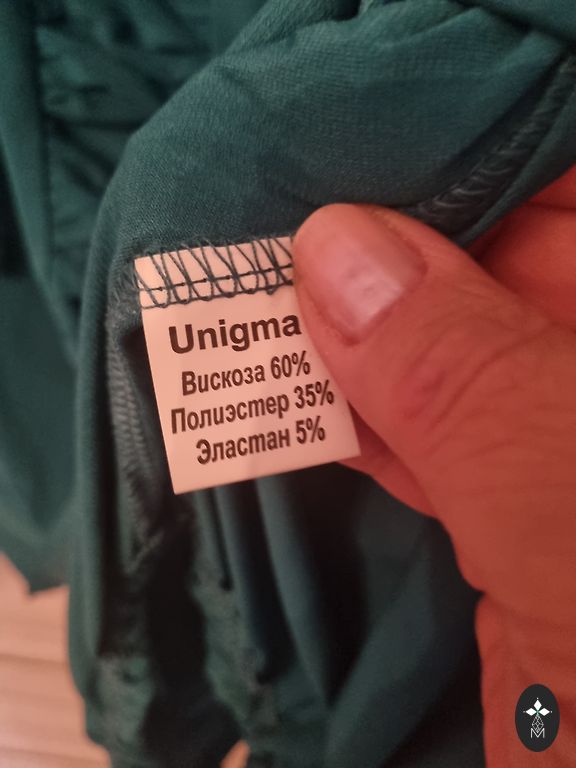 Unigma
Вискоза 60%
Полиэстер 35%
Эластан 5%
M